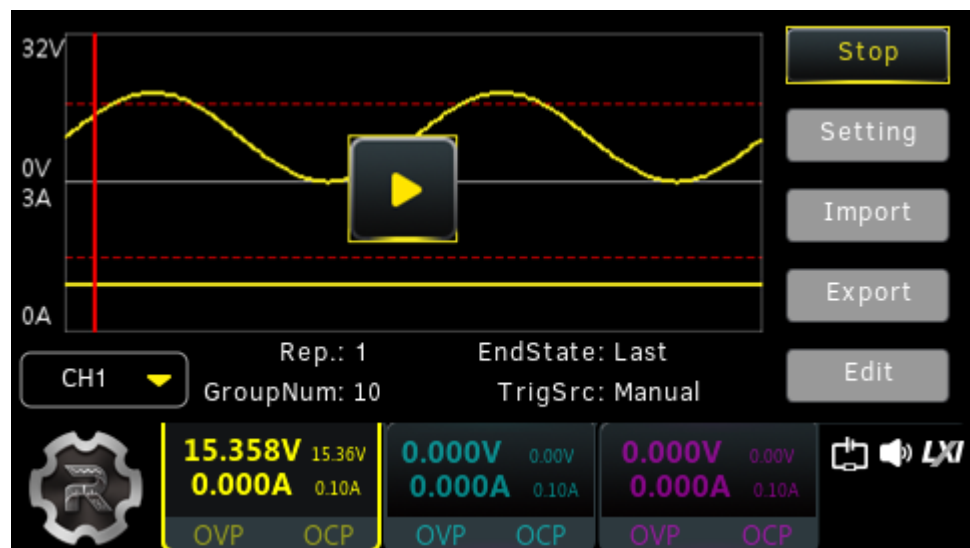 32V
Stop
Setting
0V
3A
Import
Export
0A
Rep.: 1 EndState: Last
CH1
Edit
GroupNum: 10 TrigSrc: Manual
15.358V 15.36V
0.000A 0.10A
OVP OCP
0.000V 0.00V
0.000A 0.10A
OVP OCP
0.000V 0.00V
0.000A 0.10A
OVP OCP
LXI
R